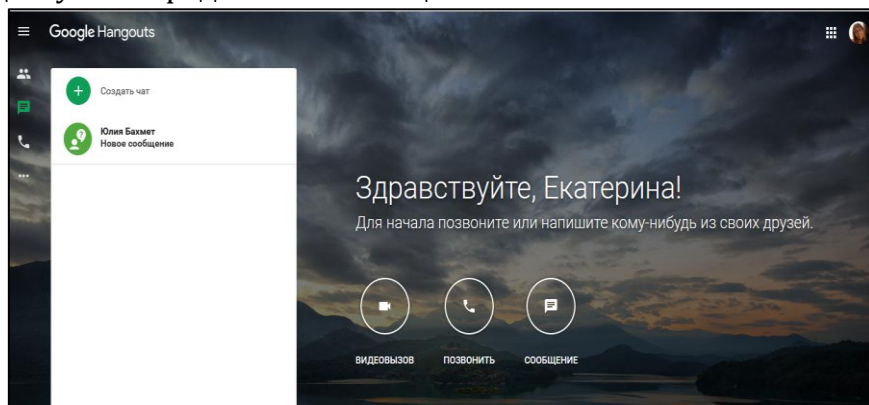 Google Hangouts
Создать чат
Юлия Бахмет
Новое сообщение
Здравствуйте, Екатерина!
Для начала позвоните или напишите кому-нибудь из своих друзей.
ВИДЕОВЫЗОВ ПОЗВОНИТЬ СООБЩЕНИЕ